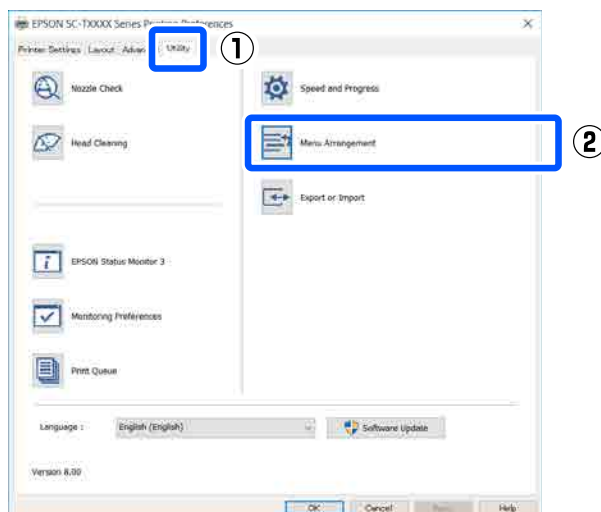 EPSON SC-TXXXX Series Printing Preferences
Printer Settings Layout Advan Utility ①
Nozzle Check
Speed and Progress
Head Cleaning
Menu Arrangement ②
Export or Import
EPSON Status Monitor 3
Monitoring Preferences
Print Queue
Language : English (English) Software Update
Version 8.00
OK Cancel Help